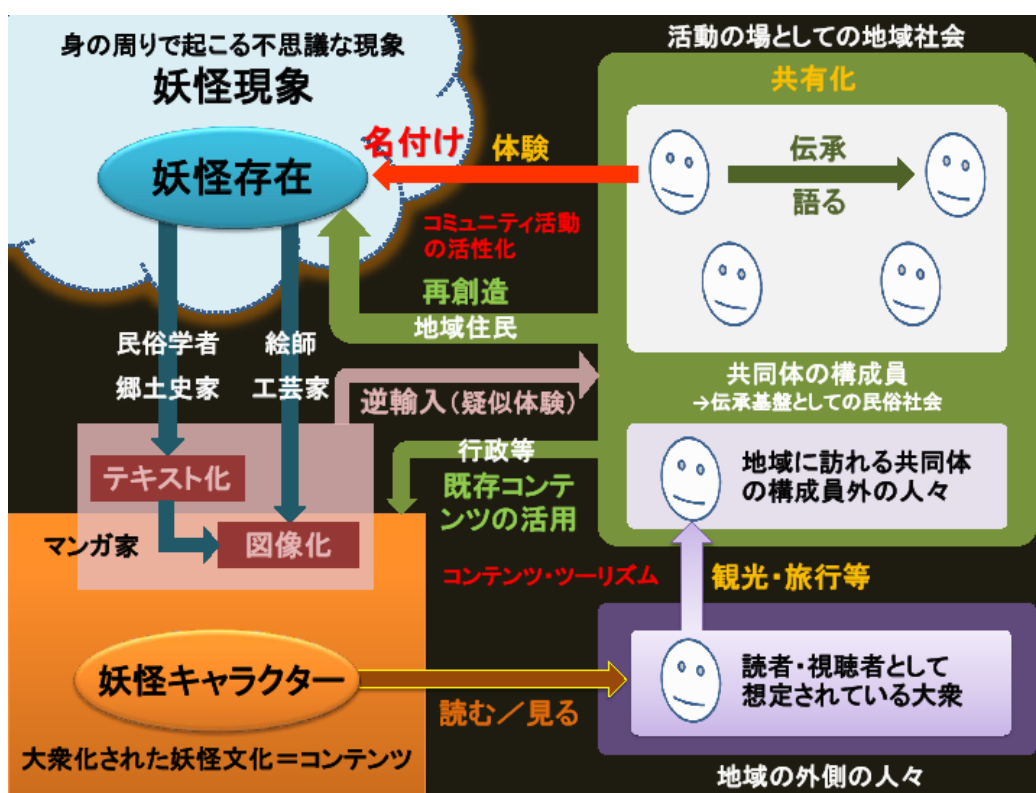 身の周りで起こる不思議な現象
妖怪現象
妖怪存在
名付け
体験
活動の場としての地域社会
共有化
伝承
語る
コミュニティ活動
の活性化
再創造
地域住民
民俗学者
郷土史家
絵師
工芸家
逆輸入(疑似体験)
共同体の構成員
→伝承基盤としての民俗社会
行政等
既存コンテ
ンツの活用
地域に訪れる共同体
の構成員外の人々
テキスト化
マンガ家
図像化
コンテンツ・ツーリズム
観光・旅行等
妖怪キャラクター
読む/見る
読者・視聴者として
想定されている大衆
大衆化された妖怪文化=コンテンツ
地域の外側の人々